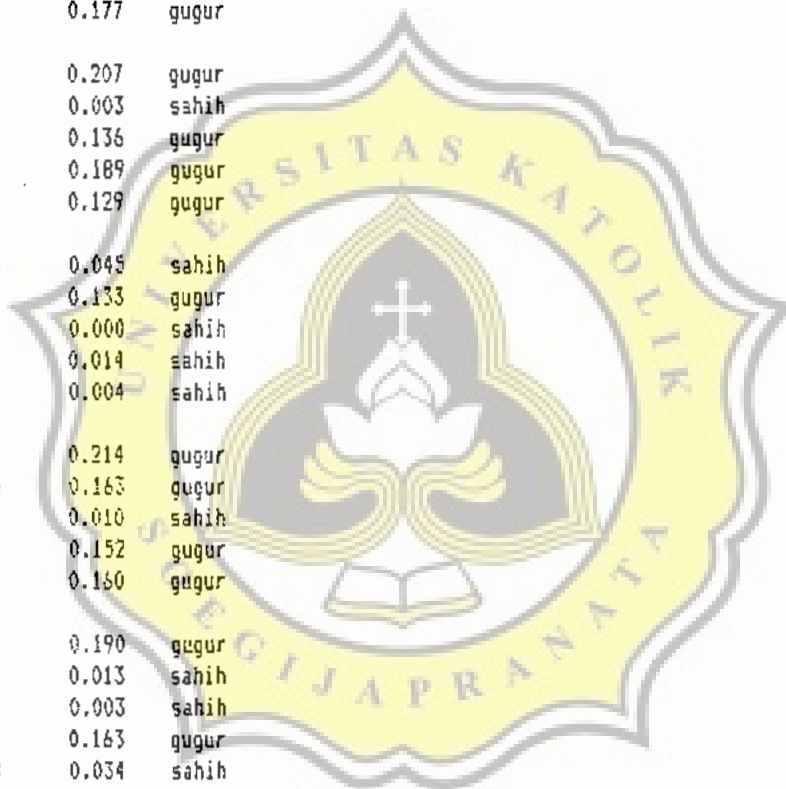 0.177 gugur
0.207 gugur
0.003 sahih
0.136 gugur
0.189 gugur
0.129 gugur
0.045 sahih
0.133 gugur
0.000 sahih
0.014 sahih
0.004 sahih
0.214 gugur
0.163 gugur
0.010 sahih
0.152 gugur
0.160 gugur
0.190 gugur
0.013 sahih
0.003 sahih
0.163 gugur
0.034 sahih
UNIVERSITAS KATOLIK
SOEGIJAPRANATA